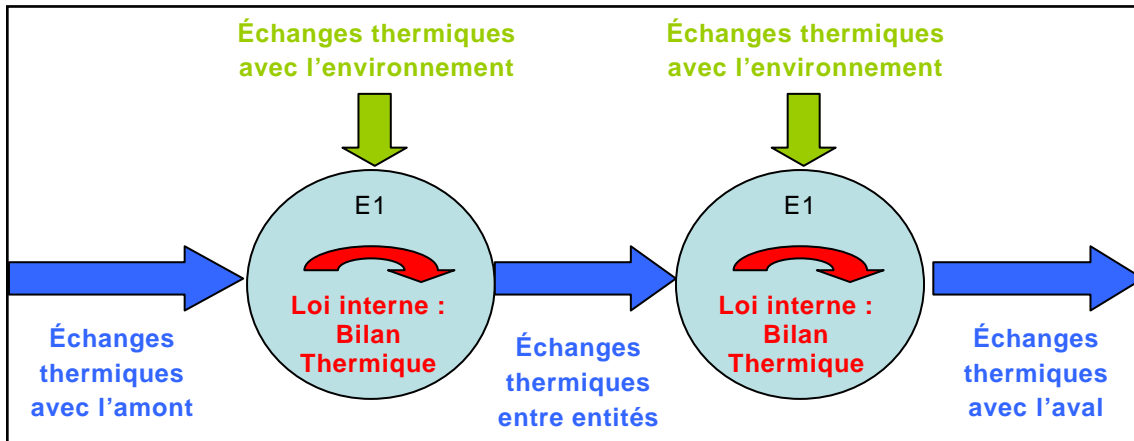 Échanges thermiques
avec l’environnement
Échanges thermiques
avec l’environnement
E1
Loi interne :
Bilan
Thermique
E1
Loi interne :
Bilan
Thermique
Échanges
thermiques
avec l’amont
Échanges
thermiques
entre entités
Échanges
thermiques
avec l’aval